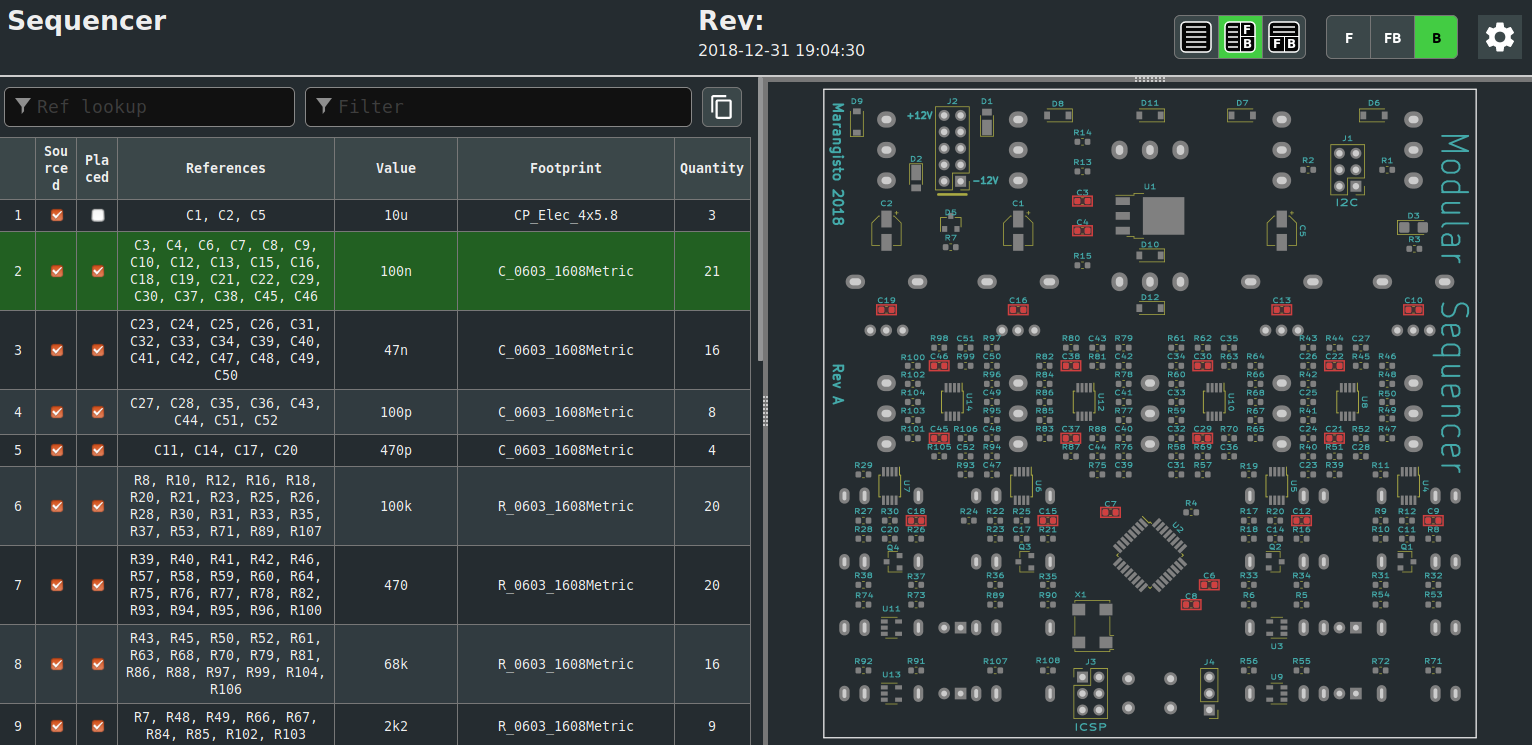 Sequencer
Rev:
2018-12-31 19:04:30
F
B
F B
F
FB
B
Ref lookup
Filter
Sou
rce
d
Pla
ced
References
Value
Footprint
Quantity
1
C1, C2, C5
10u
CP_Elec_4x5.8
3
2
C3, C4, C6, C7, C8, C9,
C10, C12, C13, C15, C16,
C18, C19, C21, C22, C29,
C30, C37, C38, C45, C46
100n
C_0603_1608Metric
21
3
C23, C24, C25, C26, C31,
C32, C33, C34, C39, C40,
C41, C42, C47, C48, C49,
C50
47n
C_0603_1608Metric
16
4
C27, C28, C35, C36, C43,
C44, C51, C52
100p
C_0603_1608Metric
8
5
C11, C14, C17, C20
470p
C_0603_1608Metric
4
6
R8, R10, R12, R16, R18,
R20, R21, R23, R25, R26,
R28, R30, R31, R33, R35,
R37, R53, R71, R89, R107
100k
R_0603_1608Metric
20
7
R39, R40, R41, R42, R46,
R57, R58, R59, R60, R64,
R75, R76, R77, R78, R82,
R93, R94, R95, R96, R100
470
R_0603_1608Metric
20
8
R43, R45, R50, R52, R61,
R63, R68, R70, R79, R81,
R86, R88, R97, R99, R104,
R106
68k
R_0603_1608Metric
16
9
R7, R48, R49, R66, R67,
R84, R85, R102, R103
2k2
R_0603_1608Metric
9
Marangisto 2018
Rev A
Modular Sequencer
D9 J2 D1 D8 D11 D7 D6
+12V
-12V
R14 J1
R13 R2 R1
D2
I2C
C3 U1
C2 D5 C1 C4 C5 D3
R7 D10 R3
R15
C19 C16 D12 C13 C10
R98 C51 R97 R80 C43 R79 R61 R62 C35 R43 R44 C27
R100 C46 R99 C50 R82 C38 R81 C42 C34 C30 R63 R64 C26 C22 R45 R46
R102 R96 R84 R78 R60 R66 R42 R48
R104 U14 C49 R86 U12 C41 C33 U10 R68 C25 U8 R50
R103 R95 R85 R77 R59 R67 R41 R49
R101 C45 R106 C48 R83 C37 R88 C40 C32 C29 R70 R65 C24 C21 R52 R47
R105 C52 R94 R87 C44 R76 R58 R69 C36 R40 R51 C28
R29 R93 C47 R75 C39 C31 R57 R19 C23 R39 R11
U7 U6 U5 U4
R27 R30 C18 R24 R22 R25 C15 C7 R4 R17 R20 C12 R9 R12 C9
R28 C20 R26 R23 C17 R21 U2 R18 C14 R16 R10 C11 R8
Q4 Q3 Q2 Q1
R38 R37 R36 R35 C6 R33 R34 R31 R32
R74 R73 R89 R90 X1 C8 R6 R5 R54 R53
U11 U3
R92 R91 R107 R108 J3 J4 R56 R55 R72 R71
U13 U9
ICSP